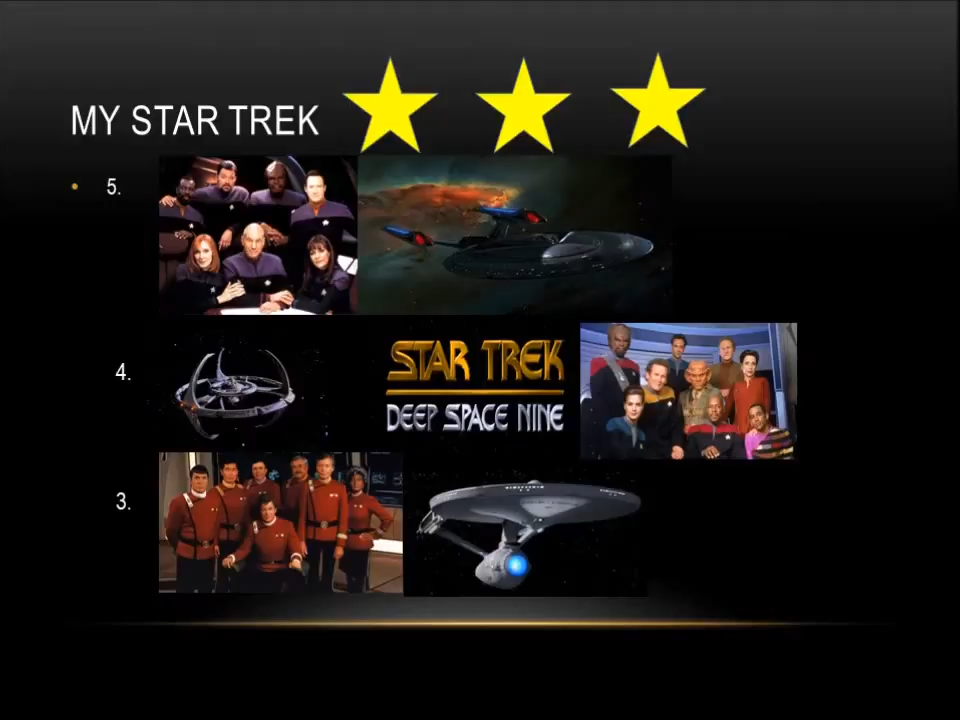 MY STAR TREK
5.
4.
STAR TREK
DEEP SPACE NINE
3.